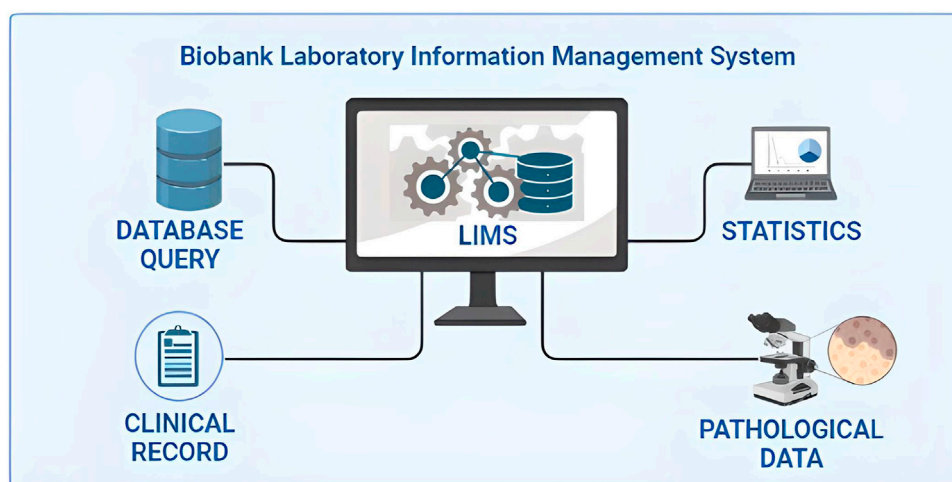 Biobank Laboratory Information Management System
DATABASE
QUERY
LIMS
STATISTICS
CLINICAL
RECORD
PATHOLOGICAL
DATA